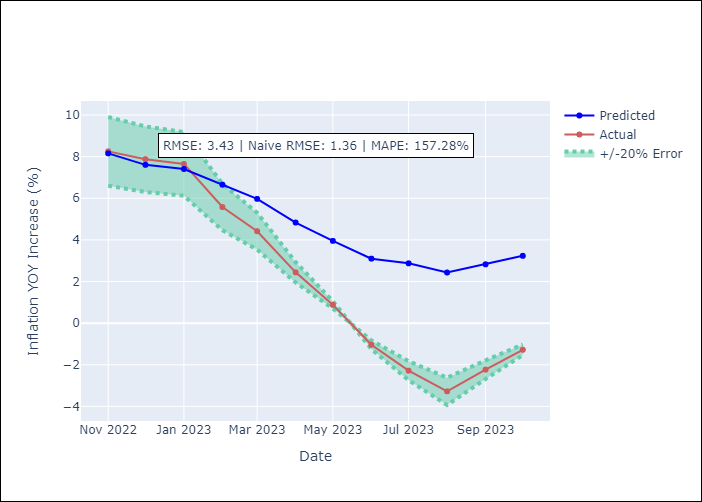 RMSE: 3.43 | Naive RMSE: 1.36 | MAPE: 157.28%
Predicted
Actual
+/-20% Error
Inflation YOY Increase (%)
10
8
6
4
2
0
−2
−4
Nov 2022 Jan 2023 Mar 2023 May 2023 Jul 2023 Sep 2023
Date